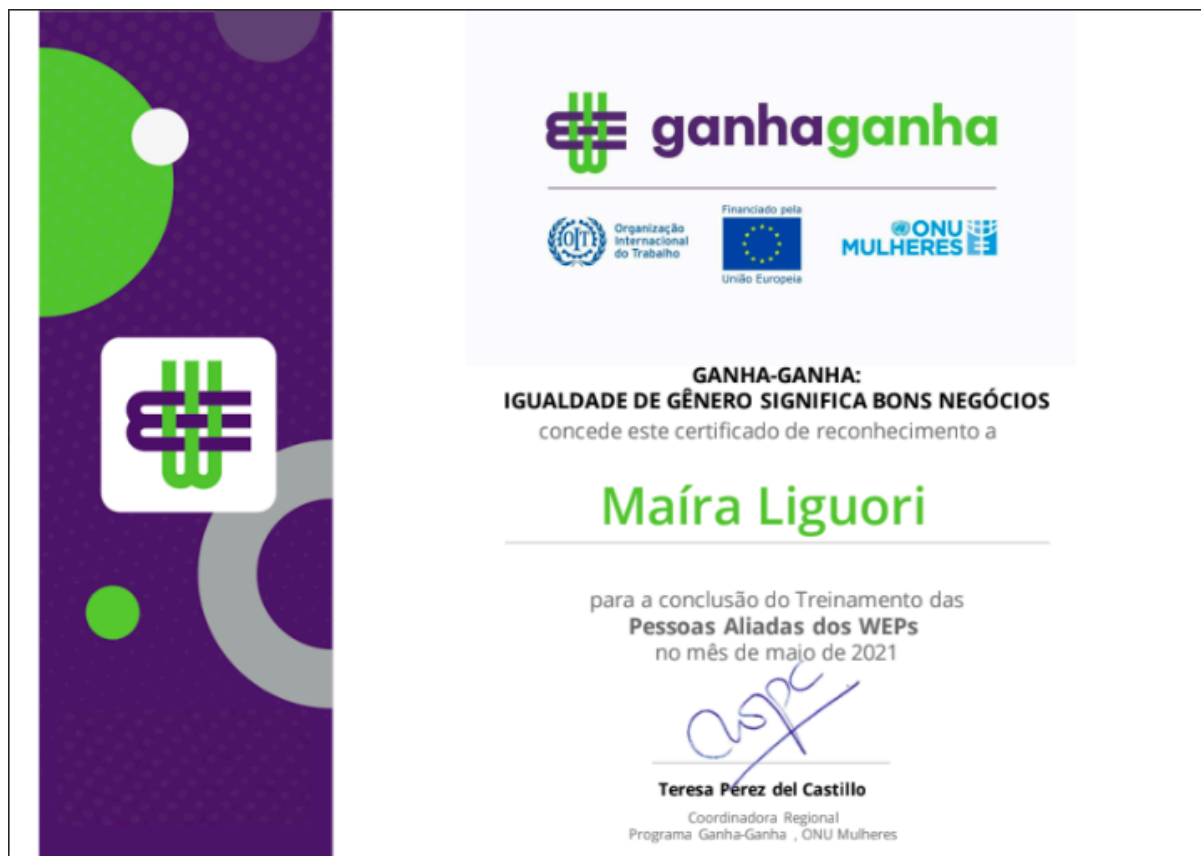 ganhaganha
OIT
Organização
Internacional
do Trabalho
Financiado pela
União Europeia
ONU
MULHERES
GANHA-GANHA:
IGUALDADE DE GÊNERO SIGNIFICA BONS NEGÓCIOS
concede este certificado de reconhecimento a
Maíra Liguori
para a conclusão do Treinamento das
Pessoas Aliadas dos WEPs
no mês de maio de 2021
Teresa Pérez del Castillo
Coordinadora Regional
Programa Ganha-Ganha , ONU Mulheres